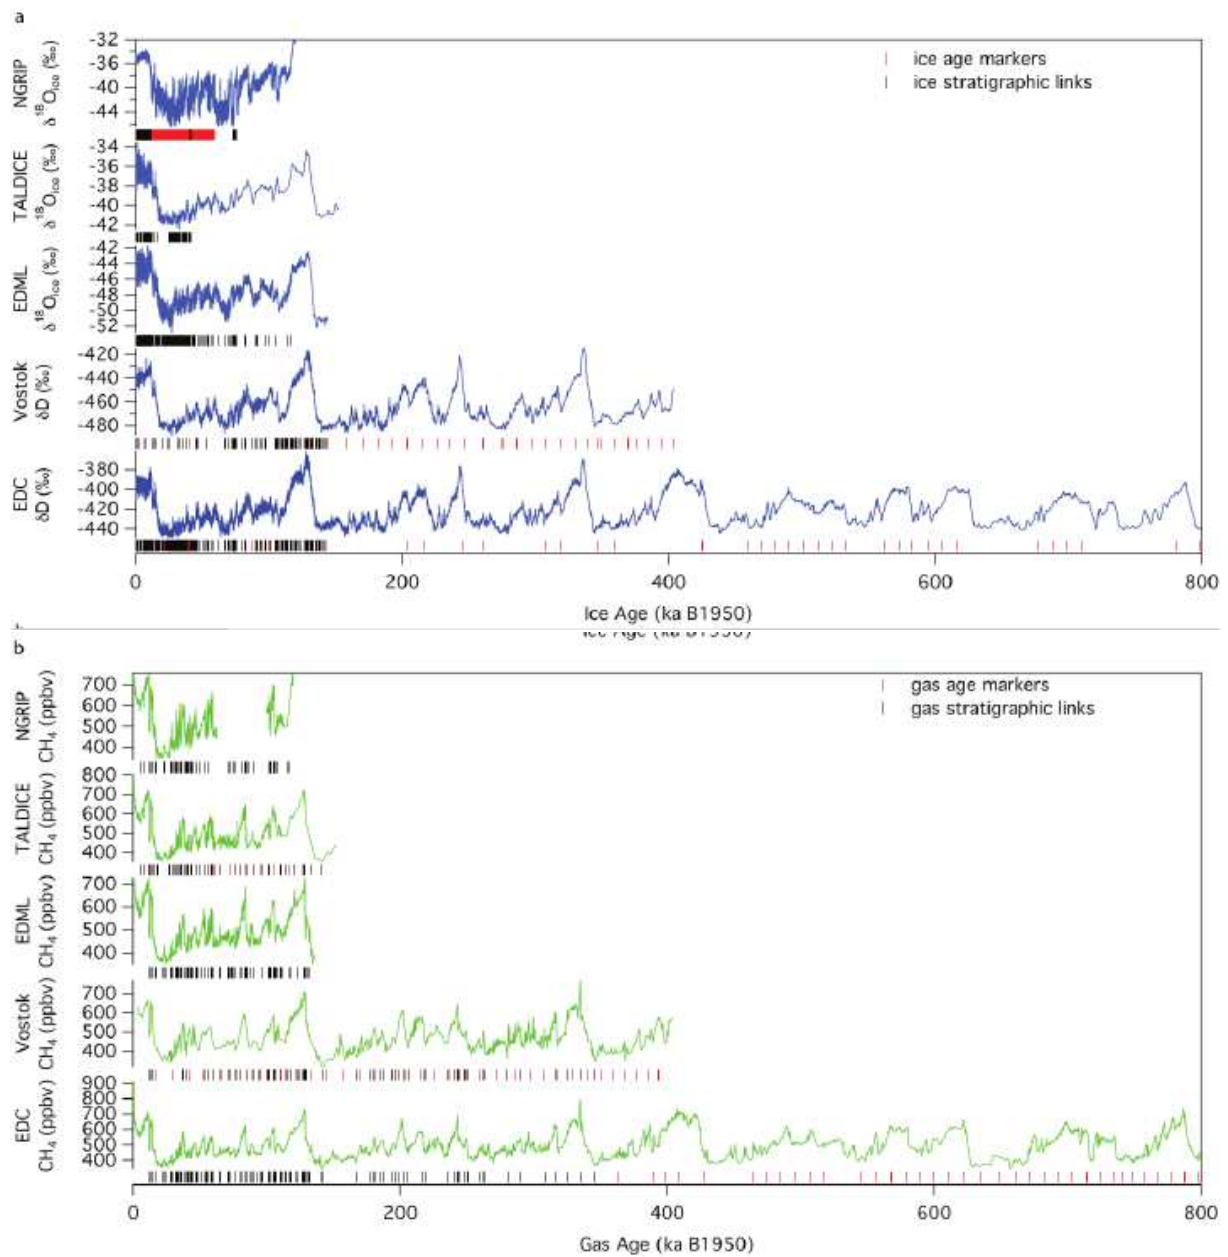 a
-32
-36
-40
-44
NGRIP
δ¹⁸Oice (‰)
ice age markers
ice stratigraphic links
-34
-36
-38
-40
-42
TALDICE
δ¹⁸Oice (‰)
-42
-44
-46
-48
-50
-52
EDML
δ¹⁸Oice (‰)
-420
-440
-460
-480
Vostok
δD (‰)
-380
-400
-420
-440
EDC
δD (‰)
0
200
400
600
800
Ice Age (ka B1950)
b
700
600
500
400
NGRIP
CH₄ (ppbv)
gas age markers
gas stratigraphic links
800
700
600
500
400
TALDICE
CH₄ (ppbv)
700
600
500
400
EDML
CH₄ (ppbv)
700
600
500
400
Vostok
CH₄ (ppbv)
900
800
700
600
500
400
EDC
CH₄ (ppbv)
0
200
400
600
800
Gas Age (ka B1950)